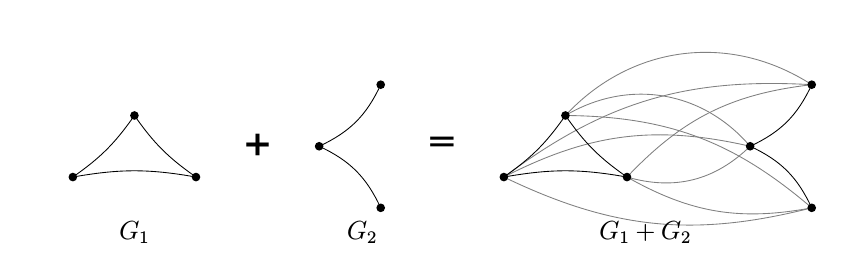 + =
G₁ G₂ G₁ + G₂